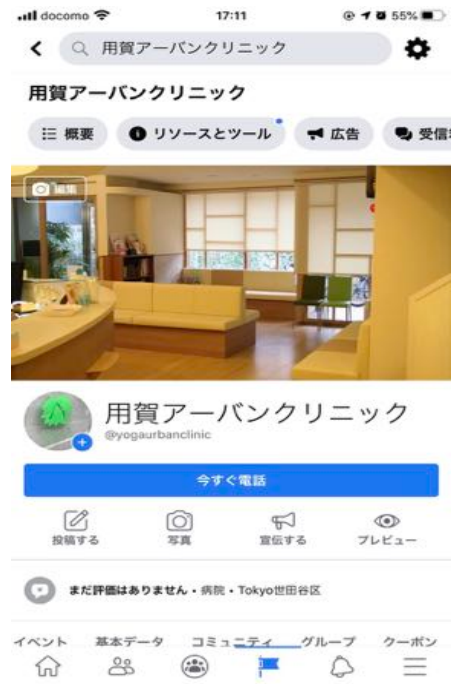 docomo 17:11 55%
用賀アーバンクリニック
用賀アーバンクリニック
概要 リソースとツール 広告 受信
編集
用賀アーバンクリニック
@yogaurbanclinic
今すぐ電話
投稿する 写真 宣伝する プレビュー
まだ評価はありません・病院・Tokyo世田谷区
イベント 基本データ コミュニティ グループ クーポン